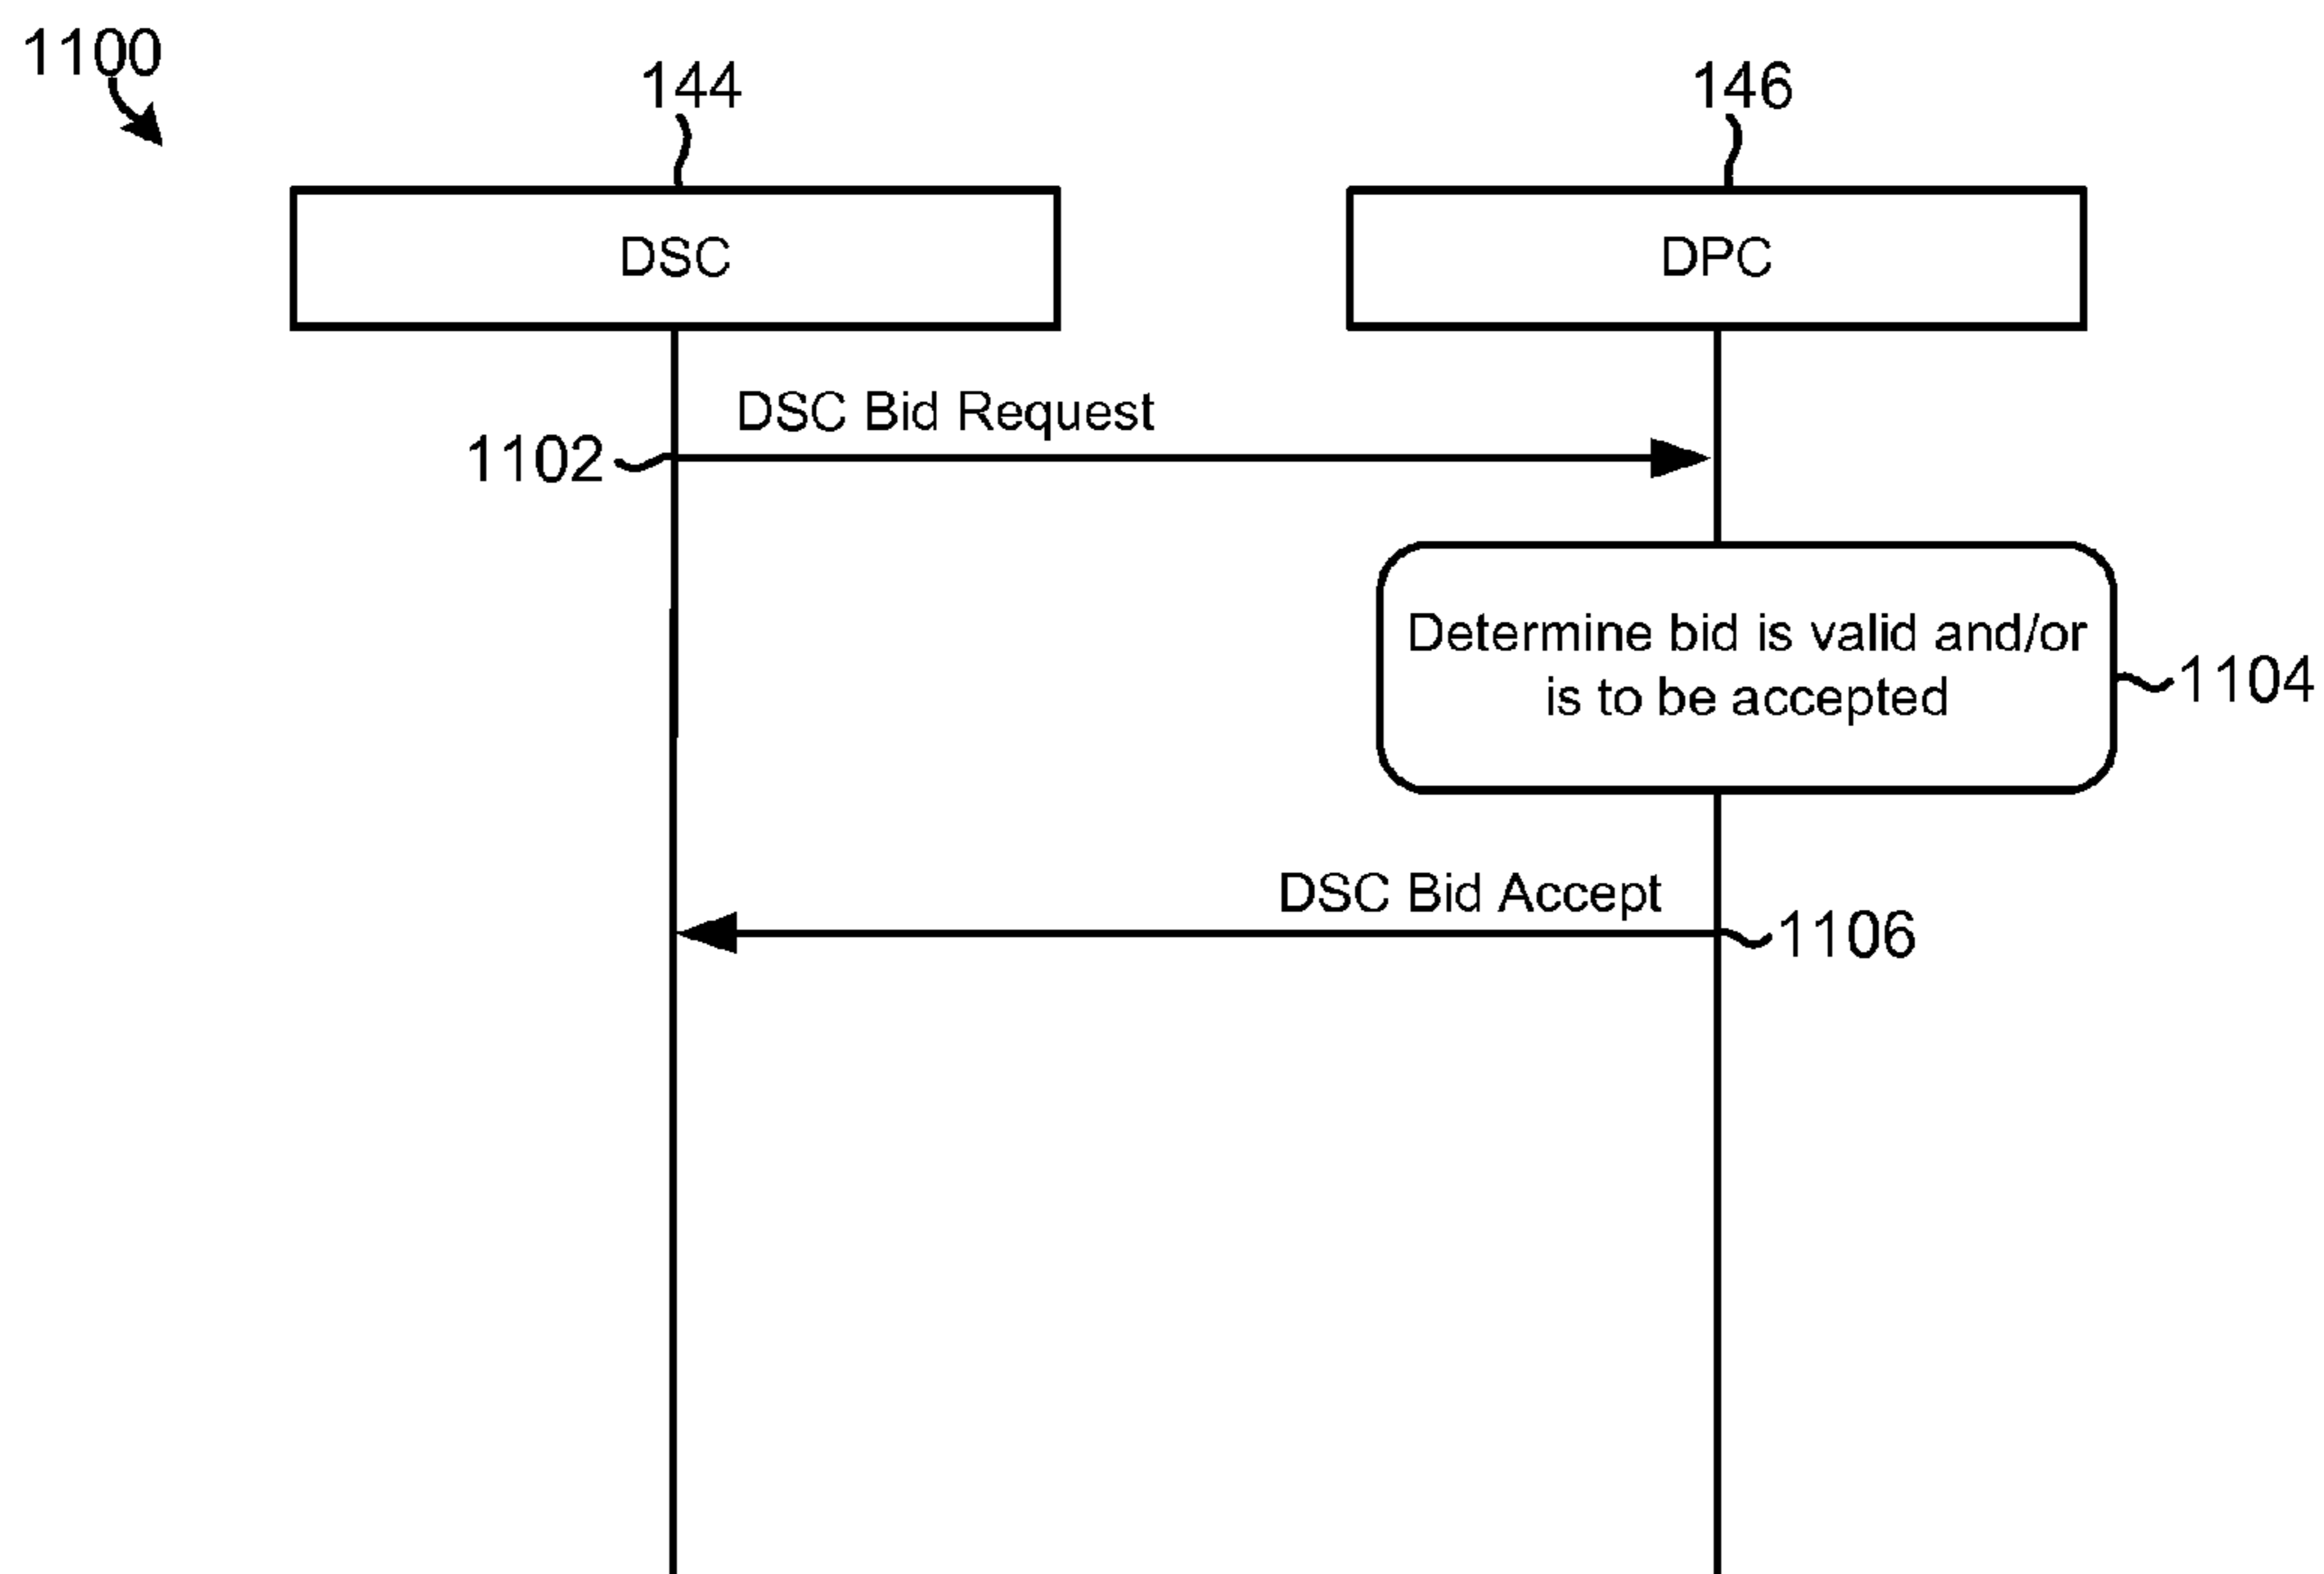 1100
144
146
DSC
DPC
DSC Bid Request
1102
Determine bid is valid and/or
is to be accepted
1104
DSC Bid Accept
1106